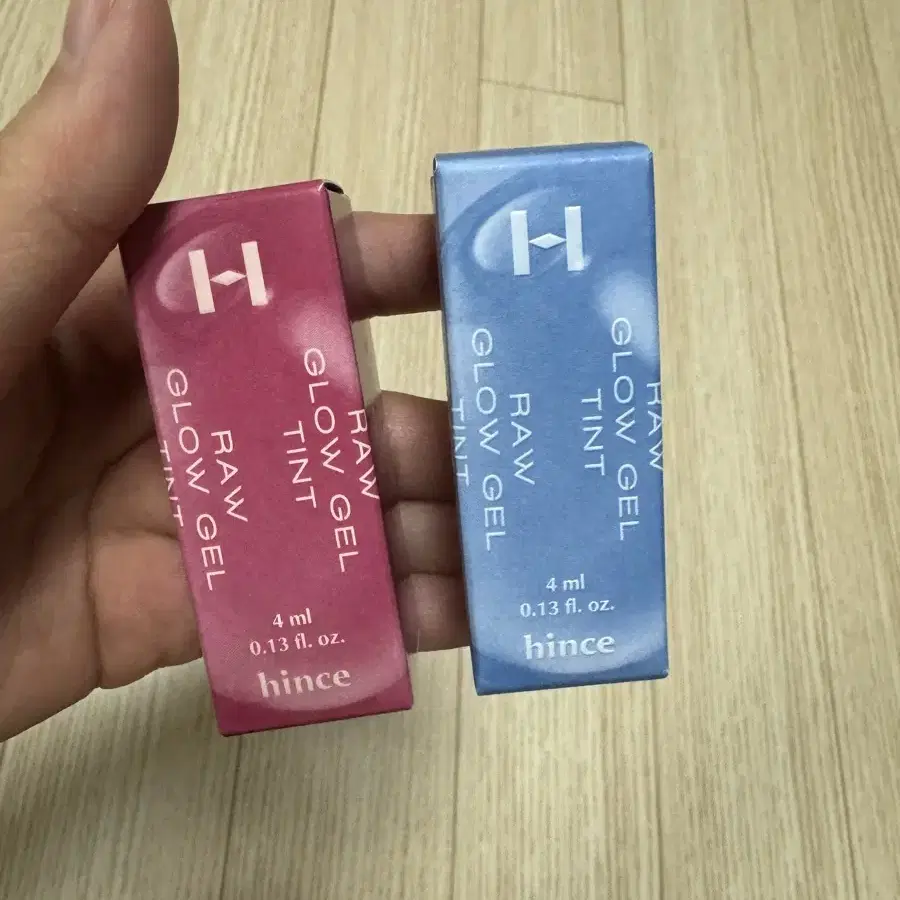 H
RAW
GLOW GEL
TINT
RAW
GLOW GEL
TINT
4 ml
0.13 fl. oz.
hince
H
RAW
GLOW GEL
TINT
RAW
GLOW GEL
TINT
4 ml
0.13 fl. oz.
hince